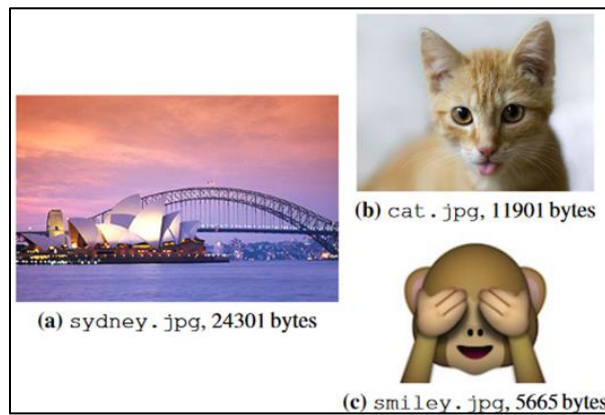 (a) sydney.jpg, 24301 bytes
(b) cat.jpg, 11901 bytes
(c) smiley.jpg, 5665 bytes